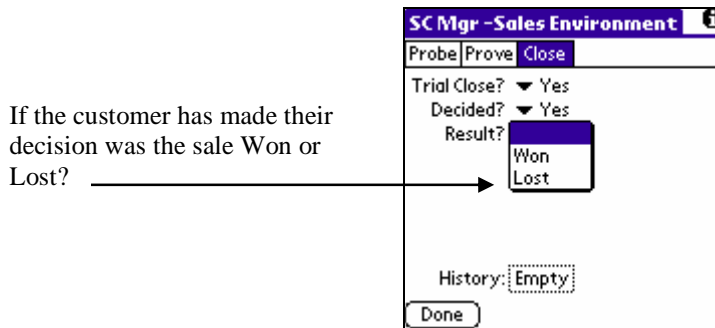 If the customer has made their
decision was the sale Won or
Lost?
SC Mgr -Sales Environment
Probe Prove Close
Trial Close? Yes
Decided? Yes
Result?
Won
Lost
History: Empty
Done